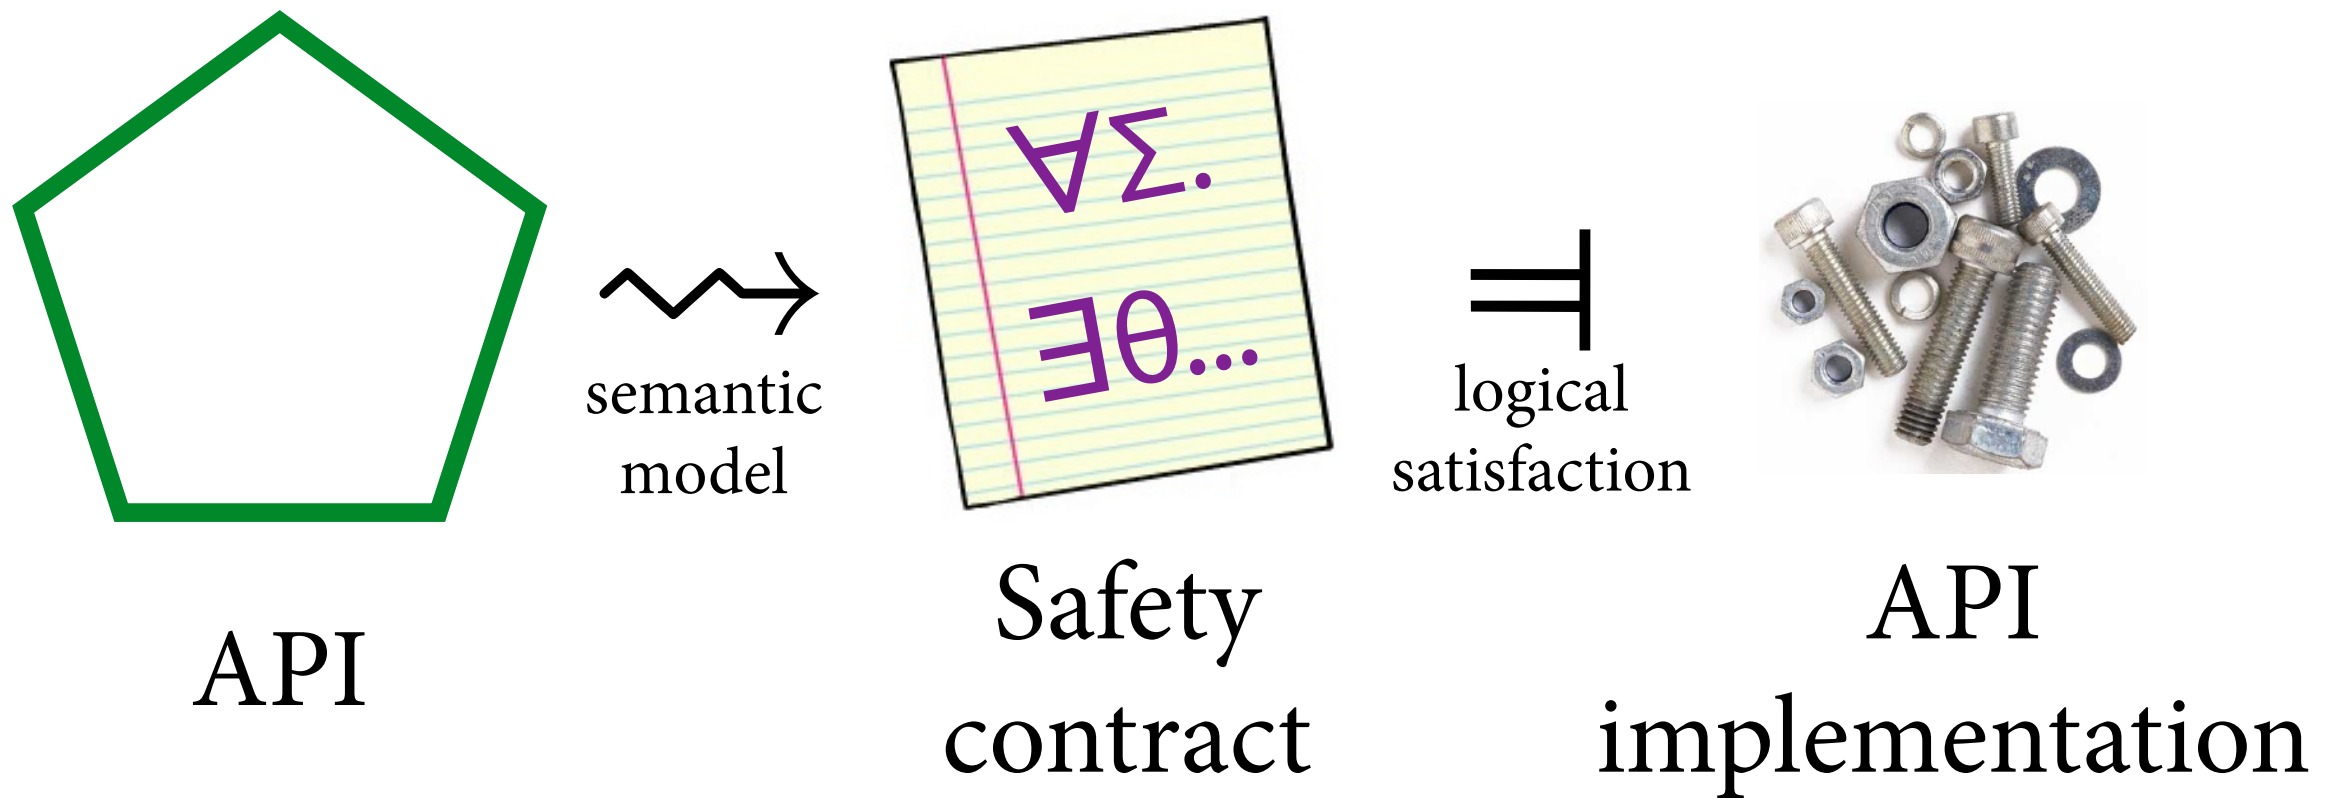 ∀Σ.
∃θ...
semantic
model
logical
satisfaction
API
Safety
contract
API
implementation